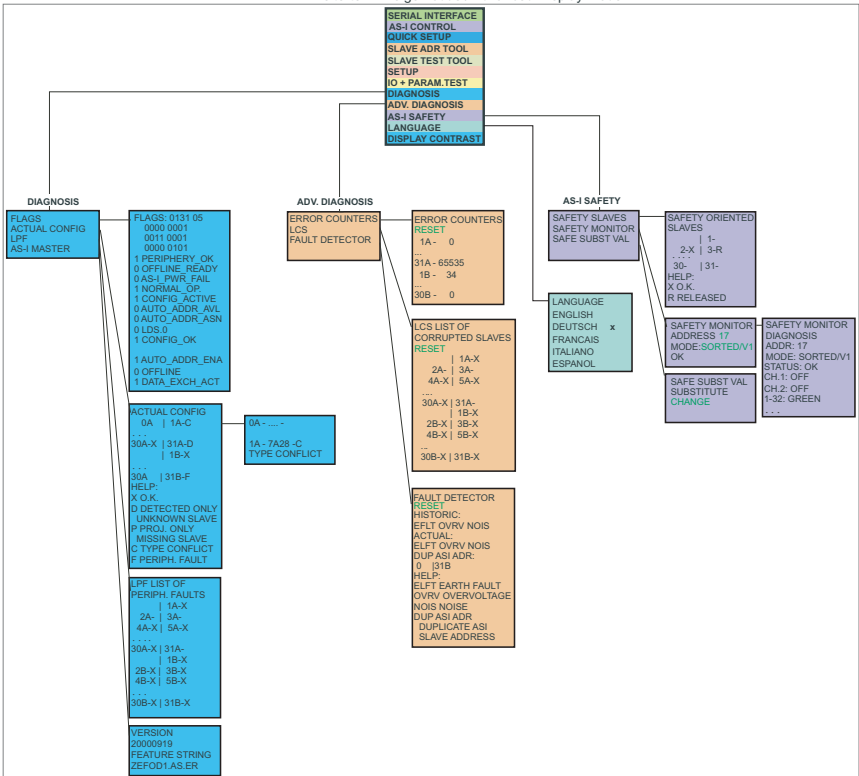 SERIAL INTERFACE
AS-I CONTROL
QUICK SETUP
SLAVE ADR TOOL
SLAVE TEST TOOL
SETUP
IO + PARAM.TEST
DIAGNOSIS
ADV. DIAGNOSIS
AS-I SAFETY
LANGUAGE
DISPLAY CONTRAST
DIAGNOSIS
FLAGS
ACTUAL CONFIG
LPF
AS-I MASTER
FLAGS: 0131 05
0000 0001
0011 0001
0000 0101
1 PERIPHERY_OK
0 OFFLINE_READY
0 AS-I_PWR_FAIL
1 NORMAL_OP.
1 CONFIG_ACTIVE
0 AUTO_ADDR_AVL
0 AUTO_ADDR_ASN
0 LDS.0
1 CONFIG_OK
1 AUTO_ADDR_ENA
0 OFFLINE
1 DATA_EXCH_ACT
ACTUAL CONFIG
0A | 1A-C
. . .
30A-X | 31A-D
| 1B-X
. . .
30A |31B-F
HELP:
X O.K.
D DETECTED ONLY
UNKNOWN SLAVE
P PROJ. ONLY
MISSING SLAVE
C TYPE CONFLICT
F PERIPH. FAULT
0A - .... -
1A - 7A28 -C
TYPE CONFLICT
LPF LIST OF
PERIPH. FAULTS
| 1A-X
2A- | 3A-
4A-X | 5A-X
. . . .
30A-X | 31A-
| 1B-X
2B-X | 3B-X
4B-X | 5B-X
. . .
30B-X | 31B-X
VERSION
20000919
FEATURE STRING
ZEFOD1.AS.ER
ADV. DIAGNOSIS
ERROR COUNTERS
LCS
FAULT DETECTOR
ERROR COUNTERS
RESET
1A - 0
...
31A - 65535
1B - 34
...
30B - 0
LCS LIST OF
CORRUPTED SLAVES
RESET
| 1A-X
2A- | 3A-
4A-X | 5A-X
....
30A-X | 31A-
| 1B-X
2B-X | 3B-X
4B-X | 5B-X
...
30B-X | 31B-X
FAULT DETECTOR
RESET
HISTORIC:
EFLT OVRV NOIS
ACTUAL:
ELFT OVRV NOIS
DUP ASI ADR:
0 |31B
HELP:
ELFT EARTH FAULT
OVRV OVERVOLTAGE
NOIS NOISE
DUP ASI ADR
DUPLICATE ASI
SLAVE ADDRESS
LANGUAGE
ENGLISH
DEUTSCH x
FRANCAIS
ITALIANO
ESPANOL
AS-I SAFETY
SAFETY SLAVES
SAFETY MONITOR
SAFE SUBST VAL
SAFETY ORIENTED
SLAVES
| 1-
2-X | 3-R
. . . .
30- |31-
HELP:
X O.K.
R RELEASED
SAFETY MONITOR
ADDRESS 17
MODE:SORTED/V1
OK
SAFETY MONITOR
DIAGNOSIS
ADDR: 17
MODE: SORTED/V1
STATUS: OK
CH.1: OFF
CH.2: OFF
1-32: GREEN
. . .
SAFE SUBST VAL
SUBSTITUTE
CHANGE